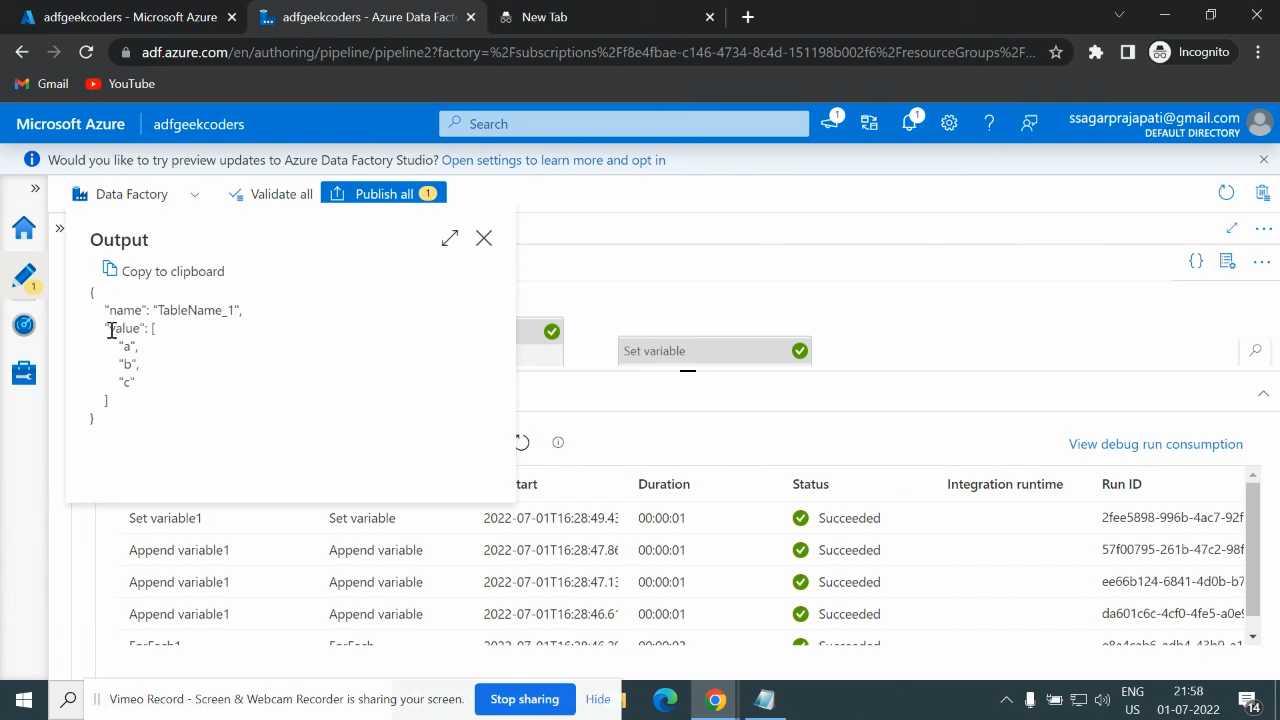 adfgeekcoders - Microsoft Azure
adfgeekcoders - Azure Data Fact
New Tab
adf.azure.com/en/authoring/pipeline/pipeline2?factory=%2Fsubscriptions%2Ff8e4fbae-c146-4734-8c4d-151198b002f6%2FresourceGroups%2F...
Incognito
Gmail
YouTube
Microsoft Azure
adfgeekcoders
Search
1
1
ssagarprajapati@gmail.com
DEFAULT DIRECTORY
Would you like to try preview updates to Azure Data Factory Studio? Open settings to learn more and opt in
Data Factory
Validate all
Publish all
1
1
Output
Copy to clipboard
{
"name": "TableName_1",
"value": [
"a",
"b",
"c"
]
}
Set variable
View debug run consumption
tart
Duration
Status
Integration runtime
Run ID
Set variable1
Set variable
2022-07-01T16:28:49.43
00:00:01
Succeeded
2fee5898-996b-4ac7-92f
Append variable1
Append variable
2022-07-01T16:28:47.86
00:00:01
Succeeded
57f00795-261b-47c2-98f
Append variable1
Append variable
2022-07-01T16:28:47.13
00:00:01
Succeeded
ee66b124-6841-4d0b-b7
Append variable1
Append variable
2022-07-01T16:28:46.61
00:00:01
Succeeded
da601c6c-4cf0-4fe5-a0e9
Vimeo Record - Screen & Webcam Recorder is sharing your screen.
Stop sharing
Hide
ENG
US
21:58
01-07-2022
14